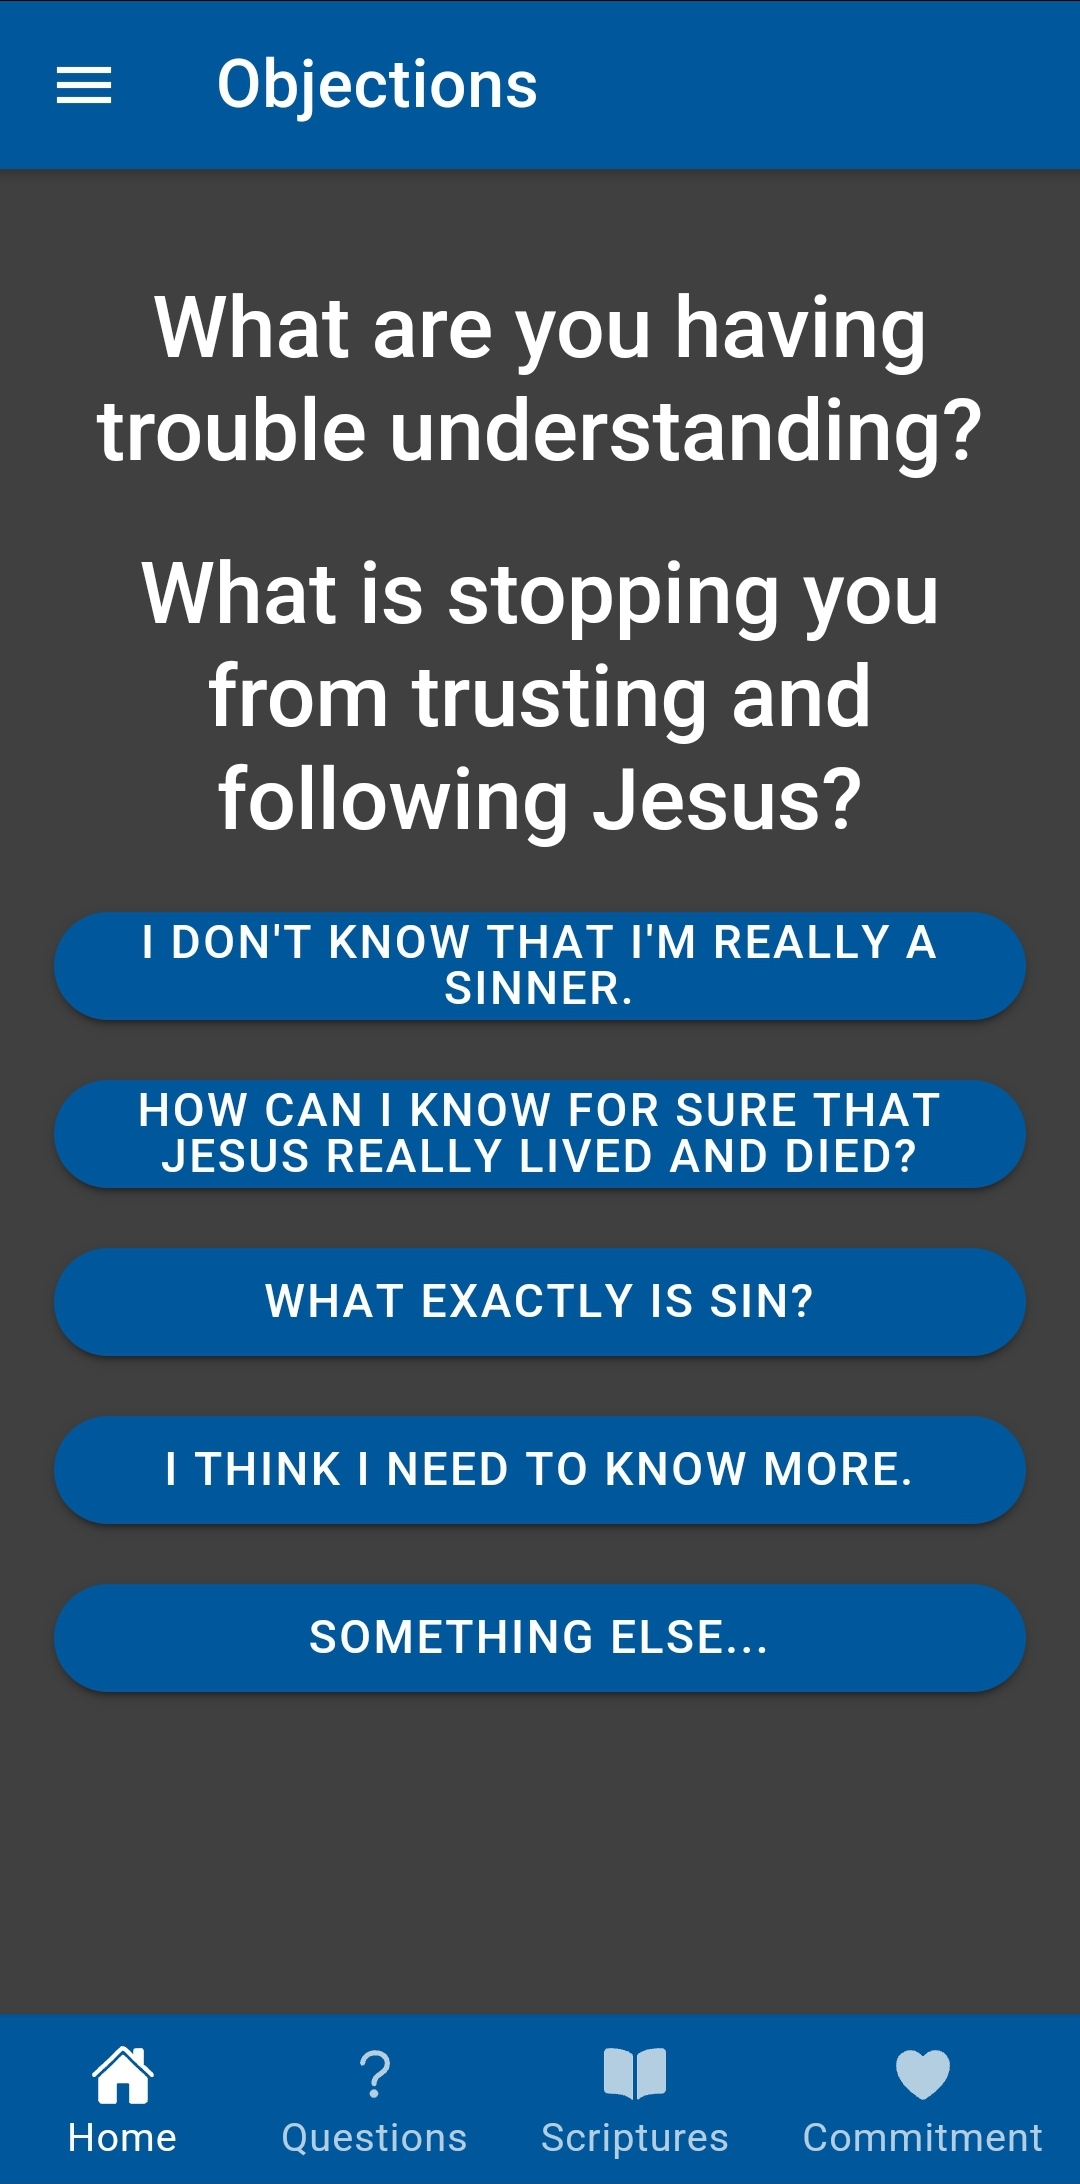 Objections
What are you having
trouble understanding?
What is stopping you
from trusting and
following Jesus?
I DON'T KNOW THAT I'M REALLY A
SINNER.
HOW CAN I KNOW FOR SURE THAT
JESUS REALLY LIVED AND DIED?
WHAT EXACTLY IS SIN?
I THINK I NEED TO KNOW MORE.
SOMETHING ELSE...
Home
Questions
Scriptures
Commitment